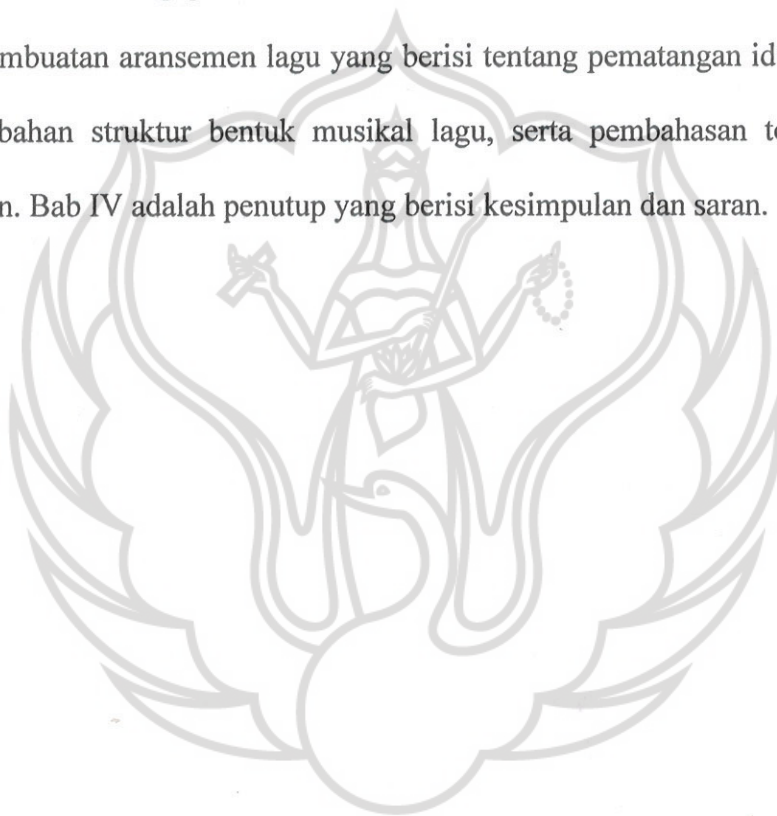 mbuatan aransemen lagu yang berisi tentang pematangan id
bahan struktur bentuk musikal lagu, serta pembahasan te
n. Bab IV adalah penutup yang berisi kesimpulan dan saran.